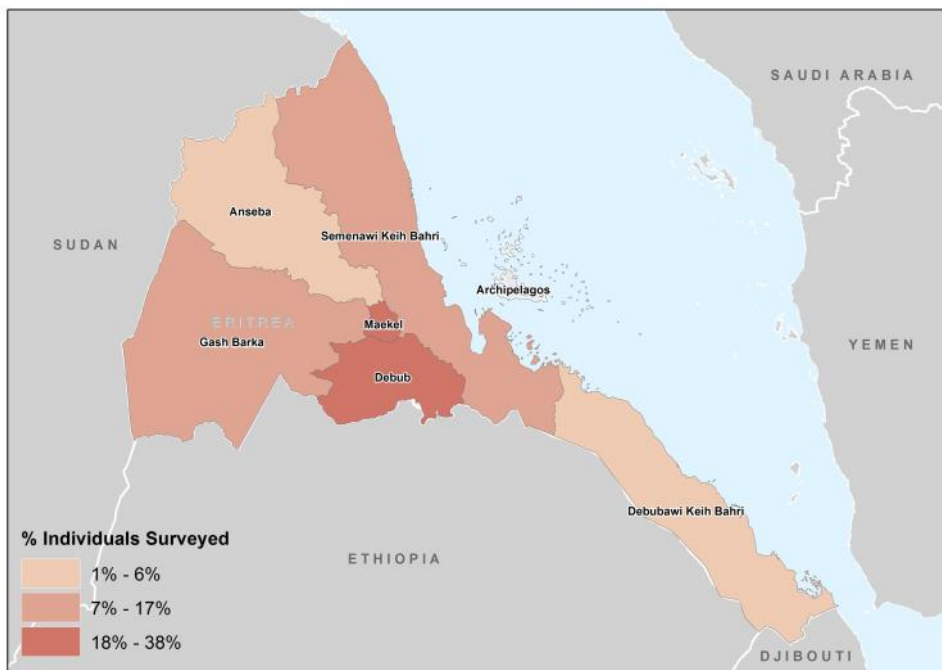 SAUDI ARABIA
Anseba
Semenawi Keih Bahri
SUDAN
Archipelagos
ERITREA
Maekel
Gash Barka
YEMEN
Debub
Debubawi Keih Bahri
% Individuals Surveyed
ETHIOPIA
1% - 6%
7% - 17%
18% - 38%
DJIBOUTI